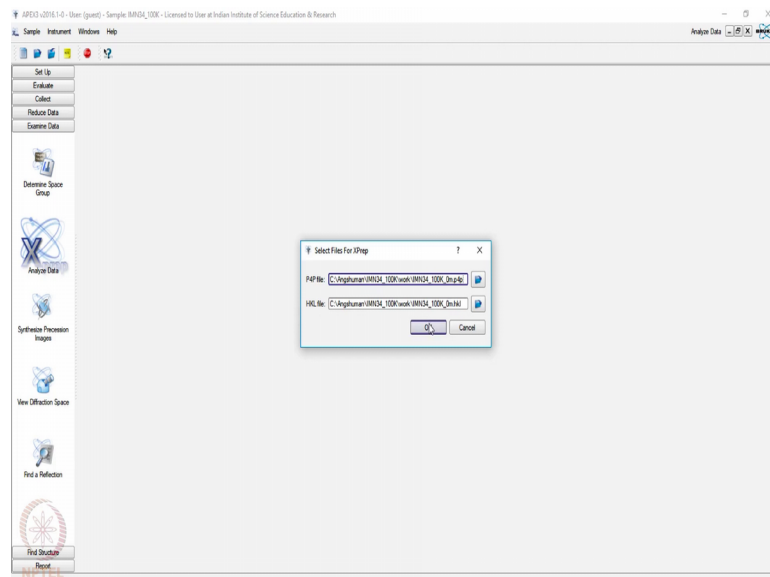 APEX3 v2016.1-0 - User: (guest) - Sample: IMN34_100K - Licensed to User at Indian Institute of Science Education & Research
Sample Instrument Windows Help
Analyze Data
BRUKER
Set Up
Evaluate
Collect
Reduce Data
Examine Data
Determine Space
Group
Analyze Data
Synthesize Precession
Images
View Diffraction Space
Find a Reflection
Find Structure
Report
NPTEL
Select Files For XPrep ? X
P4P file: C:\Angshuman\IMN34_100K\work\IMN34_100K_0m.p4p
HKL file: C:\Angshuman\IMN34_100K\work\IMN34_100K_0m.hkl
OK Cancel